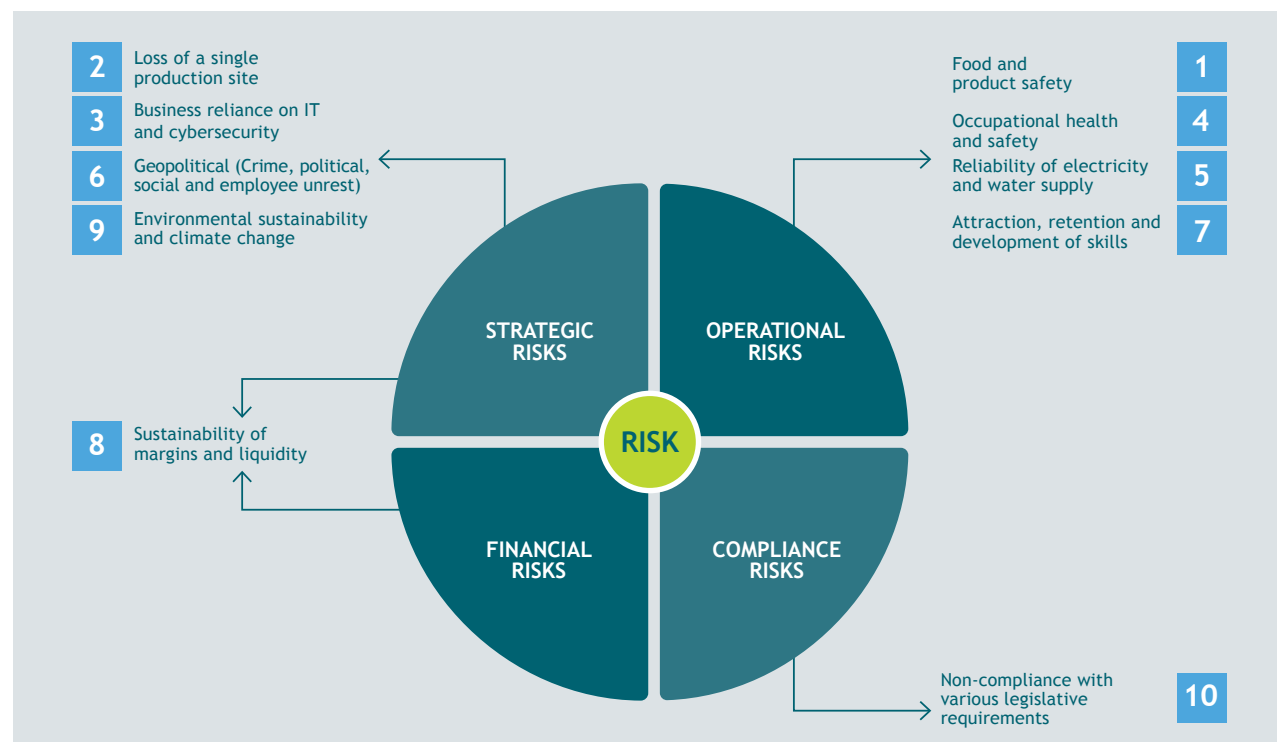 2
Loss of a single
production site
3
Business reliance on IT
and cybersecurity
6
Geopolitical (Crime, political,
social and employee unrest)
9
Environmental sustainability
and climate change
Food and
product safety
1
Occupational health
and safety
4
Reliability of electricity
and water supply
5
Attraction, retention and
development of skills
7
STRATEGIC
RISKS
OPERATIONAL
RISKS
8
Sustainability of
margins and liquidity
RISK
FINANCIAL
RISKS
COMPLIANCE
RISKS
Non-compliance with
various legislative
requirements
10